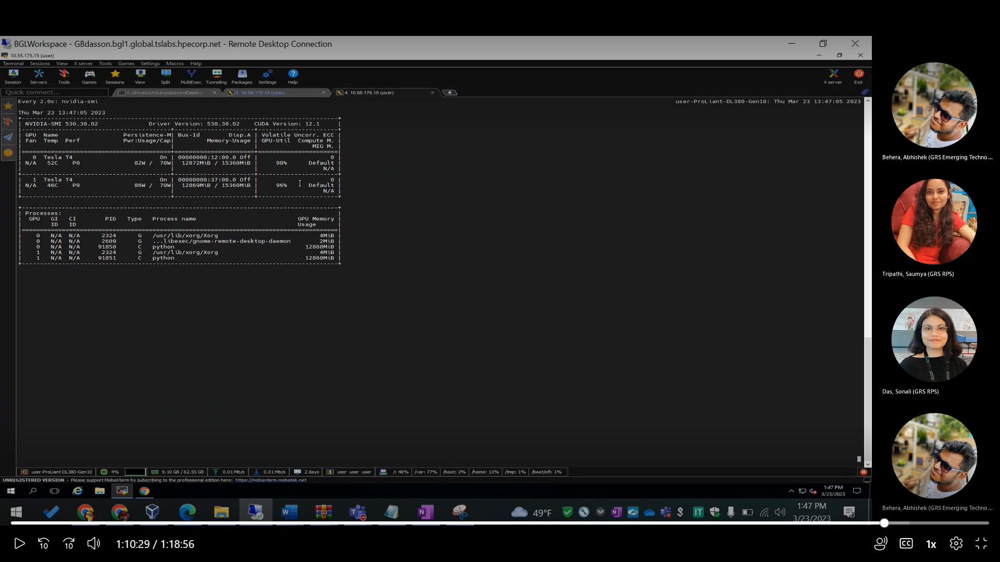 BGLWorkspace - GBdasson.bgl1.global.tslabs.hpecorp.net - Remote Desktop Connection
10.55.175.15 (user)
Terminal Sessions View X server Tools Games Settings Macros Help
Session Servers Tools Games Sessions View Split MultiExec Tunneling Packages Settings Help X server Exit
Quick connect... 1. /drives/c/Users/dasson/Desktop 2. 10.55.175.15 (user) 4. 10.55.175.15 (user)
Every 2.0s: nvidia-smi user-ProLiant-DL380-Gen10: Thu Mar 23 13:47:05 2023
Thu Mar 23 13:47:05 2023
NVIDIA-SMI 530.30.02 Driver Version: 530.30.02 CUDA Version: 12.1
GPU Name Persistence-M| Bus-Id Disp.A | Volatile Uncorr. ECC
Fan Temp Perf Pwr:Usage/Cap| Memory-Usage | GPU-Util Compute M.
MIG M.
0 Tesla T4 On | 00000000:12:00.0 Off | 0
N/A 52C P0 82W / 70W| 12872MiB / 15360MiB | 98% Default
N/A
1 Tesla T4 On | 00000000:37:00.0 Off | 0
N/A 46C P0 86W / 70W| 12869MiB / 15360MiB | 96% Default
N/A
Processes:
GPU GI CI PID Type Process name GPU Memory
ID ID Usage
0 N/A N/A 2324 G /usr/lib/xorg/Xorg 4MiB
0 N/A N/A 2609 G ...libexec/gnome-remote-desktop-daemon 2MiB
0 N/A N/A 91850 C python 12860MiB
1 N/A N/A 2324 G /usr/lib/xorg/Xorg 4MiB
1 N/A N/A 91851 C python 12860MiB
user-ProLiant-DL380-Gen10 4% 9.10 GB / 62.55 GB 0.01 Mb/s 0.01 Mb/s 2 days user user user /: 48% /var: 77% /boot: 2% /home: 13% /tmp: 1% /boot/efi: 1%
UNREGISTERED VERSION - Please support MobaXterm by subscribing to the professional edition here: https://mobaxterm.mobatek.net
1:47 PM
3/23/2023
49°F
1:47 PM
3/23/2023
1:10:29 / 1:18:56
10
10
CC
1x
Behera, Abhishek (GRS Emerging Techno ...
Tripathi, Saumya (GRS RPS)
Das, Sonali (GRS RPS)
Behera, Abhishek (GRS Emerging Techno ...